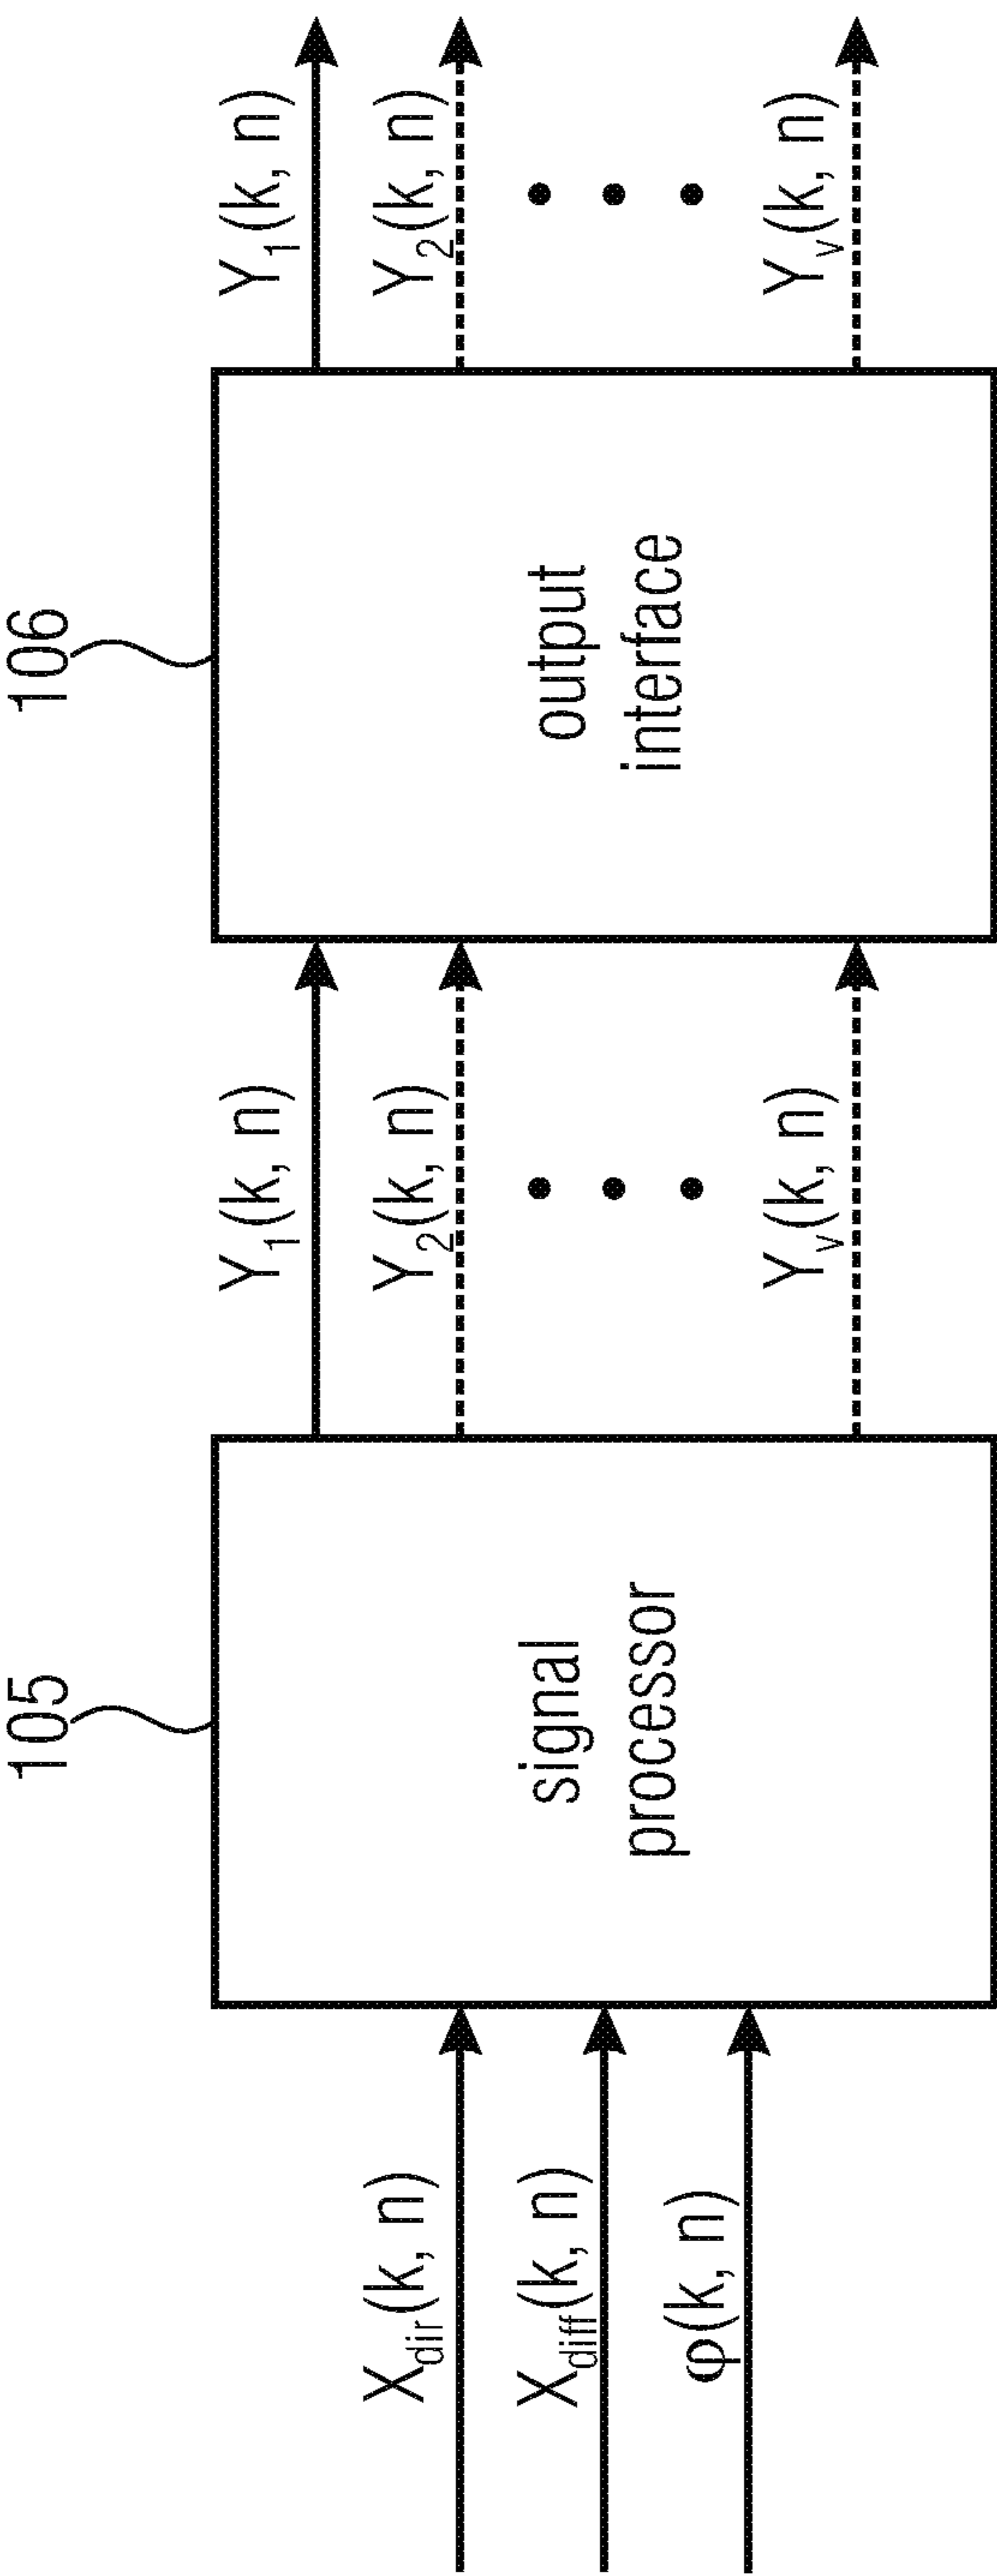 105
106
X_dir(k, n)
X_diff(k, n)
φ(k, n)
signal
processor
Y_1(k, n)
Y_2(k, n)
Y_v(k, n)
output
interface
Y_1(k, n)
Y_2(k, n)
Y_v(k, n)